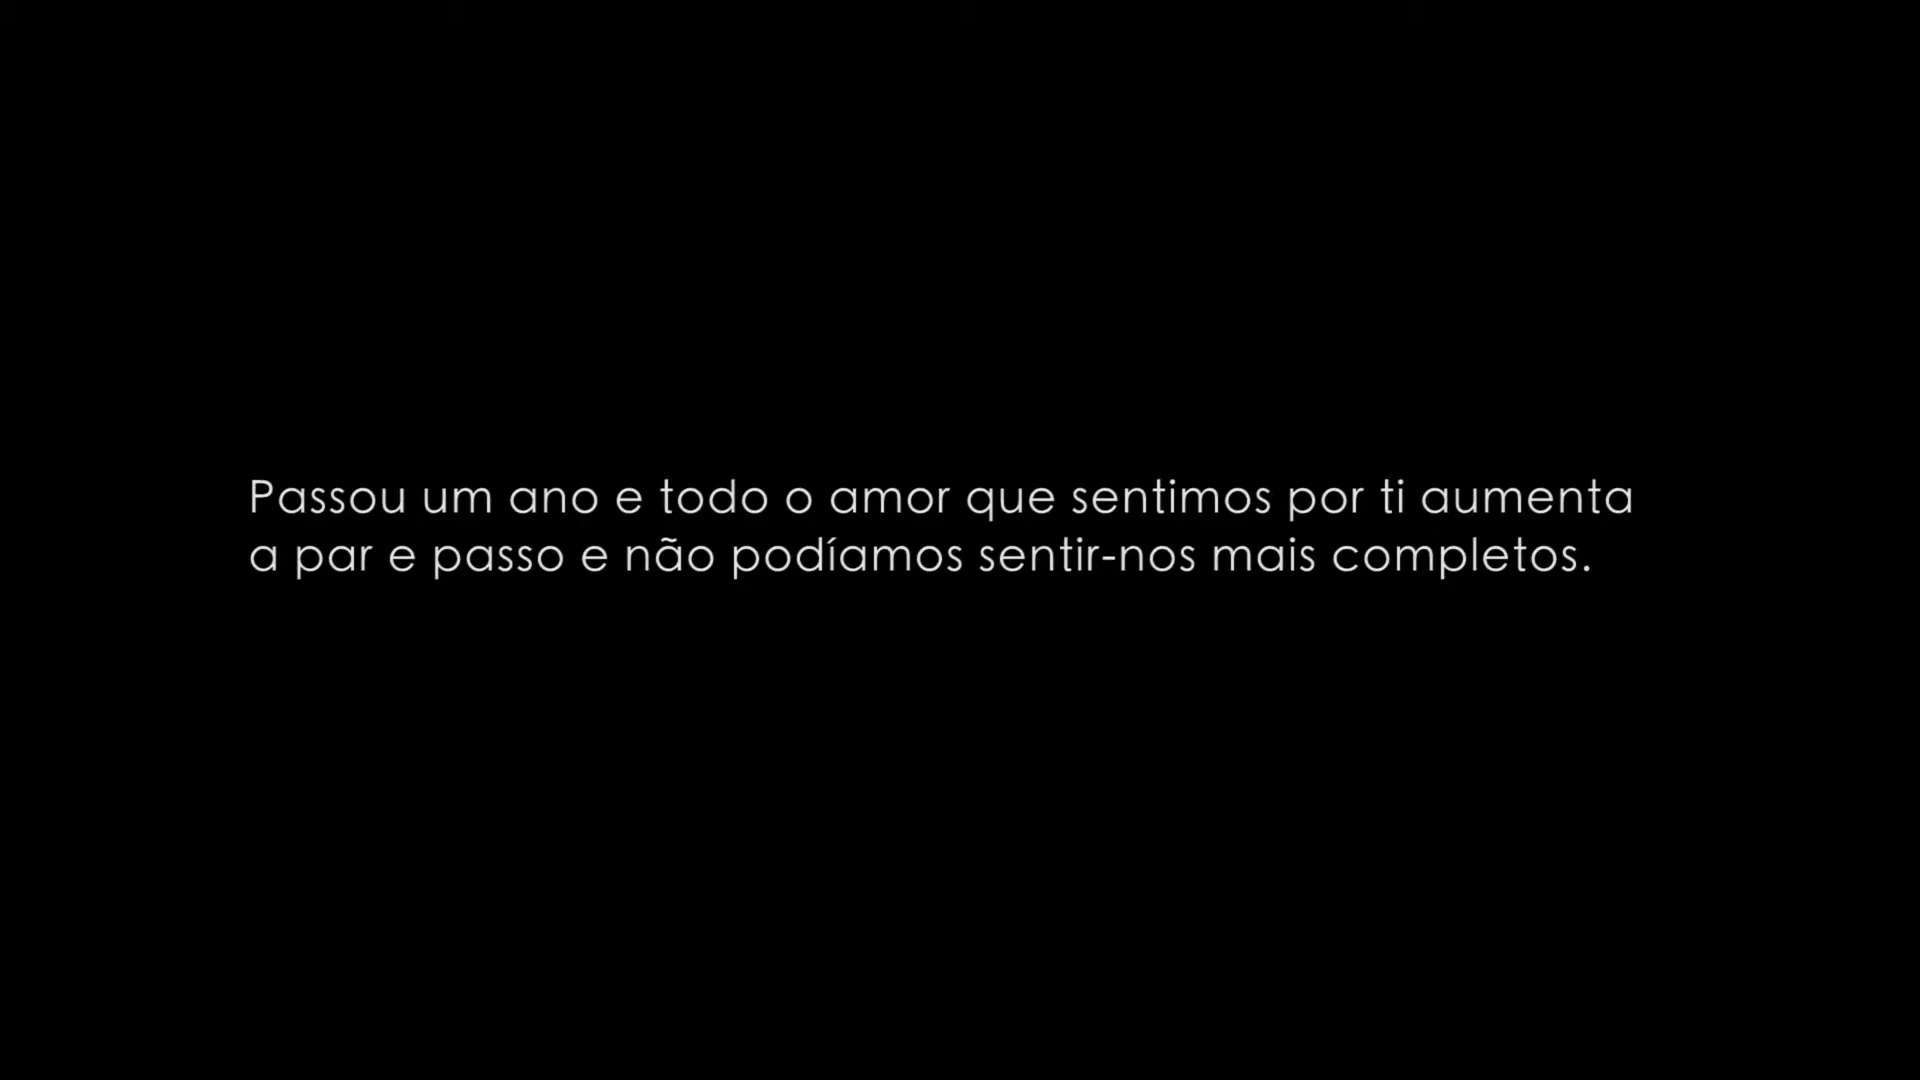 Passou um ano e todo o amor que sentimos por ti aumenta
a par e passo e não podíamos sentir-nos mais completos.